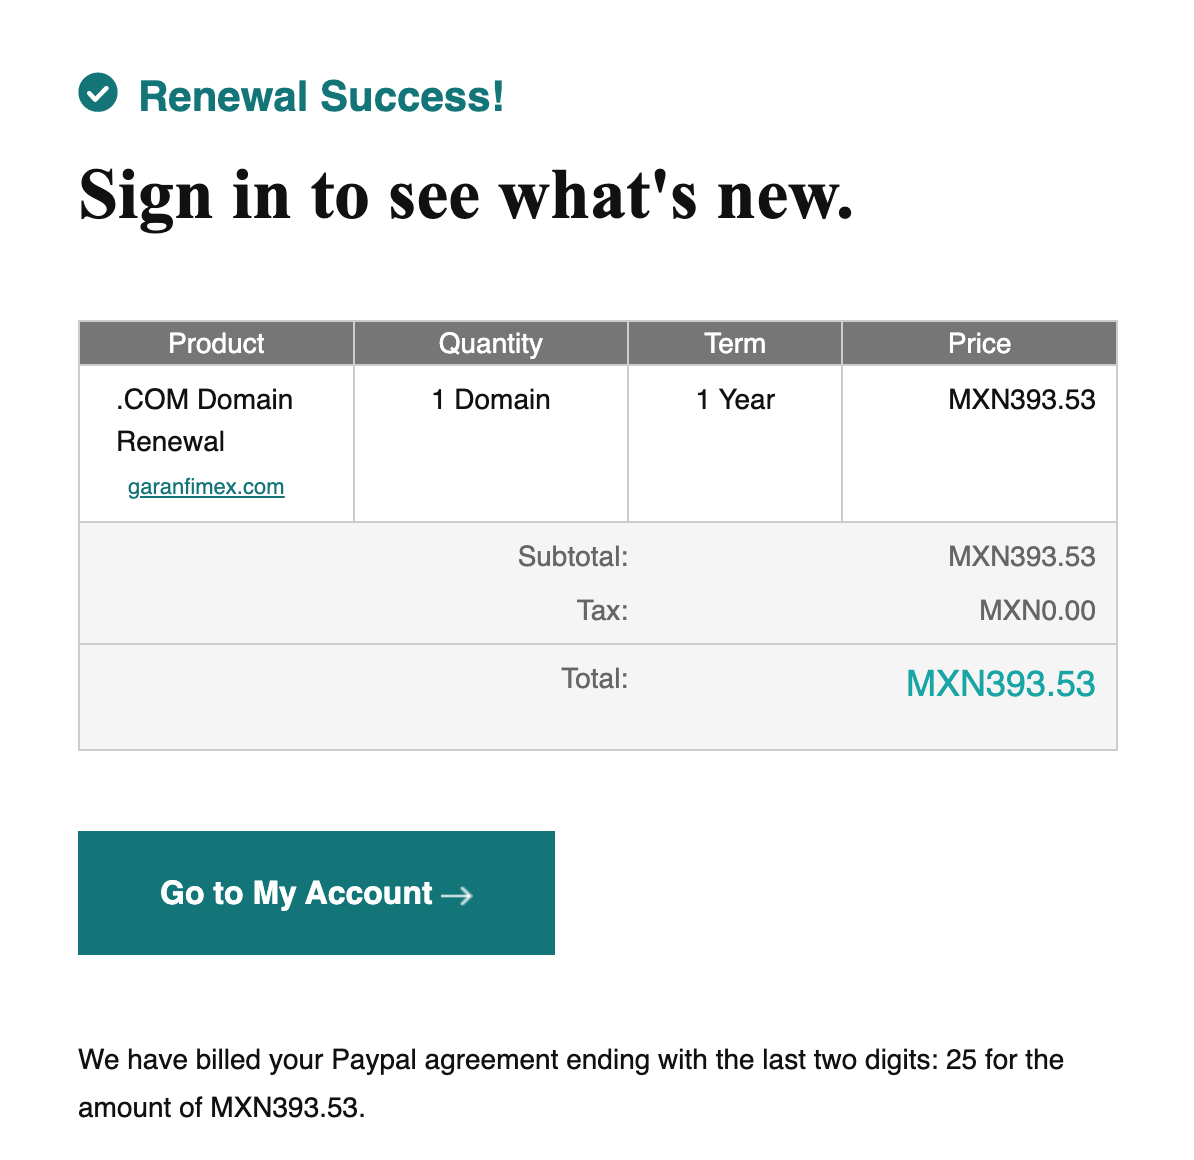 Renewal Success!
Sign in to see what's new.
Product Quantity Term Price
.COM Domain 1 Domain 1 Year MXN393.53
Renewal
garanfimex.com
Subtotal: MXN393.53
Tax: MXN0.00
Total: MXN393.53
Go to My Account →
We have billed your Paypal agreement ending with the last two digits: 25 for the
amount of MXN393.53.